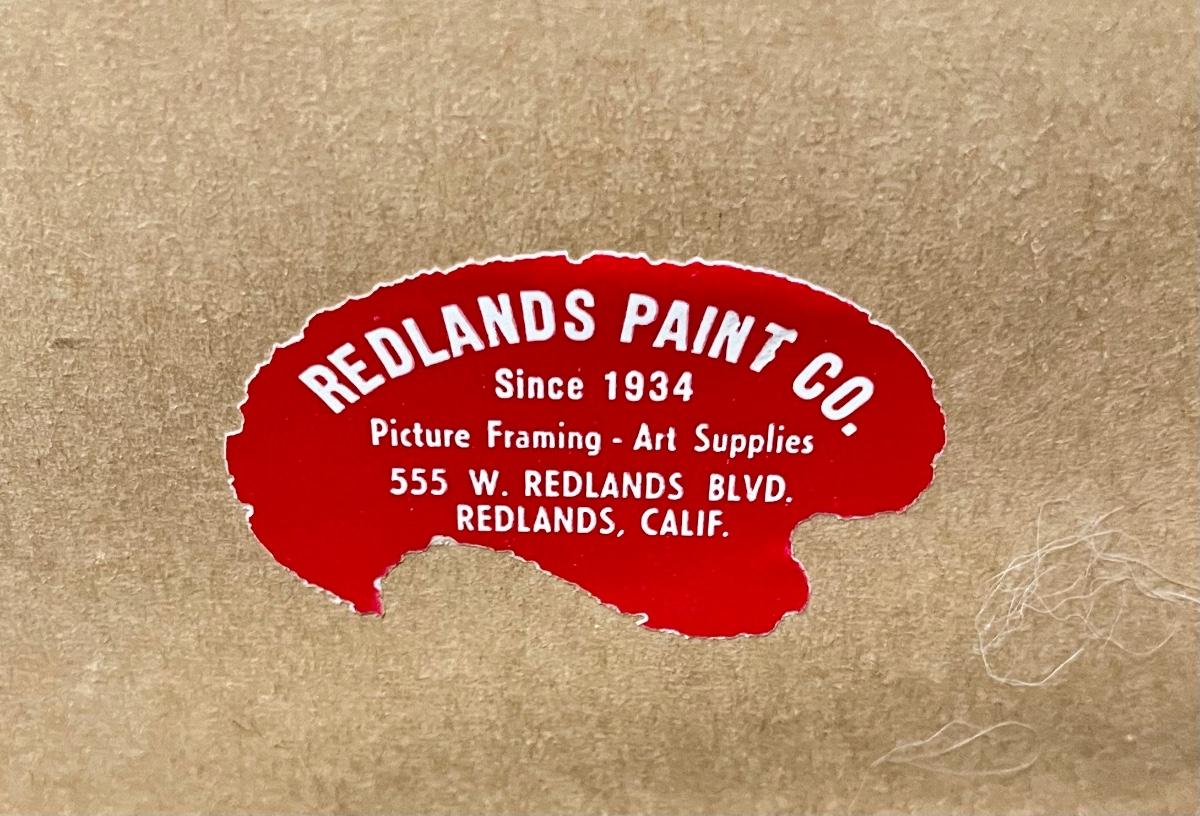 REDLANDS PAINT CO.
Since 1934
Picture Framing - Art Supplies
555 W. REDLANDS BLVD.
REDLANDS, CALIF.